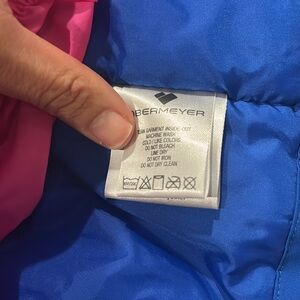 BERMEYER
GARMENT INSIDE OUT
MACHINE WASH
COLD / LIKE COLORS
DO NOT BLEACH
LINE DRY
DO NOT IRON
DO NOT DRY CLEAN